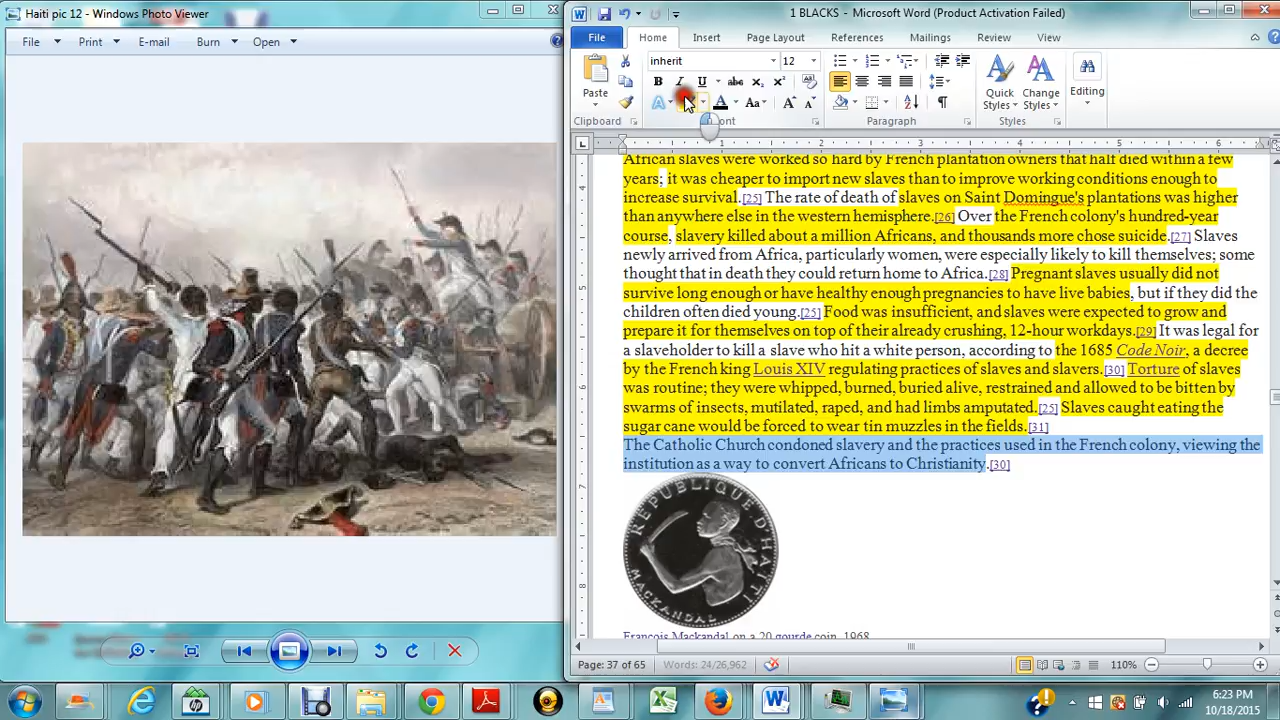 Haiti pic 12 - Windows Photo Viewer
File Print E-mail Burn Open
1 BLACKS - Microsoft Word (Product Activation Failed)
File Home Insert Page Layout References Mailings Review View
inherit 12
Paste
Quick Styles
Change Styles
Editing
Clipboard Paragraph Styles
African slaves were worked so hard by French plantation owners that half died within a few
years; it was cheaper to import new slaves than to improve working conditions enough to
increase survival.[25] The rate of death of slaves on Saint Domingue's plantations was higher
than anywhere else in the western hemisphere.[26] Over the French colony's hundred-year
course, slavery killed about a million Africans, and thousands more chose suicide.[27] Slaves
newly arrived from Africa, particularly women, were especially likely to kill themselves; some
thought that in death they could return home to Africa.[28] Pregnant slaves usually did not
survive long enough or have healthy enough pregnancies to have live babies, but if they did the
children often died young.[25] Food was insufficient, and slaves were expected to grow and
prepare it for themselves on top of their already crushing, 12-hour workdays.[29] It was legal for
a slaveholder to kill a slave who hit a white person, according to the 1685 Code Noir, a decree
by the French king Louis XIV regulating practices of slaves and slavers.[30] Torture of slaves
was routine; they were whipped, burned, buried alive, restrained and allowed to be bitten by
swarms of insects, mutilated, raped, and had limbs amputated.[25] Slaves caught eating the
sugar cane would be forced to wear tin muzzles in the fields.[31]
The Catholic Church condoned slavery and the practices used in the French colony, viewing the
institution as a way to convert Africans to Christianity.[30]
REPUBLIQUE D'HAITI
MACKANDAL
François Mackandal on a 20 gourde coin, 1968
Page: 37 of 65 Words: 24/26,962 110%
6:23 PM
10/18/2015